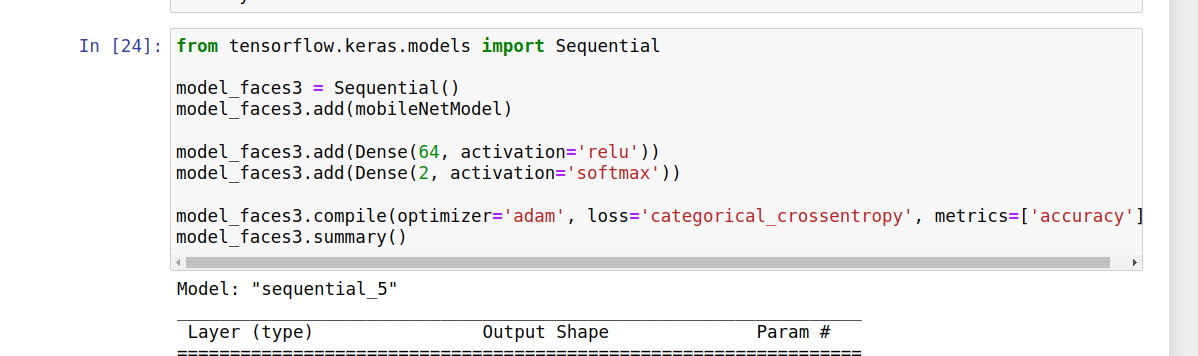 In [24]: from tensorflow.keras.models import Sequential
model_faces3 = Sequential()
model_faces3.add(mobileNetModel)
model_faces3.add(Dense(64, activation='relu'))
model_faces3.add(Dense(2, activation='softmax'))
model_faces3.compile(optimizer='adam', loss='categorical_crossentropy', metrics=['accuracy']
model_faces3.summary()
Model: "sequential_5"
_________________________________________________________________
Layer (type) Output Shape Param #
=================================================================